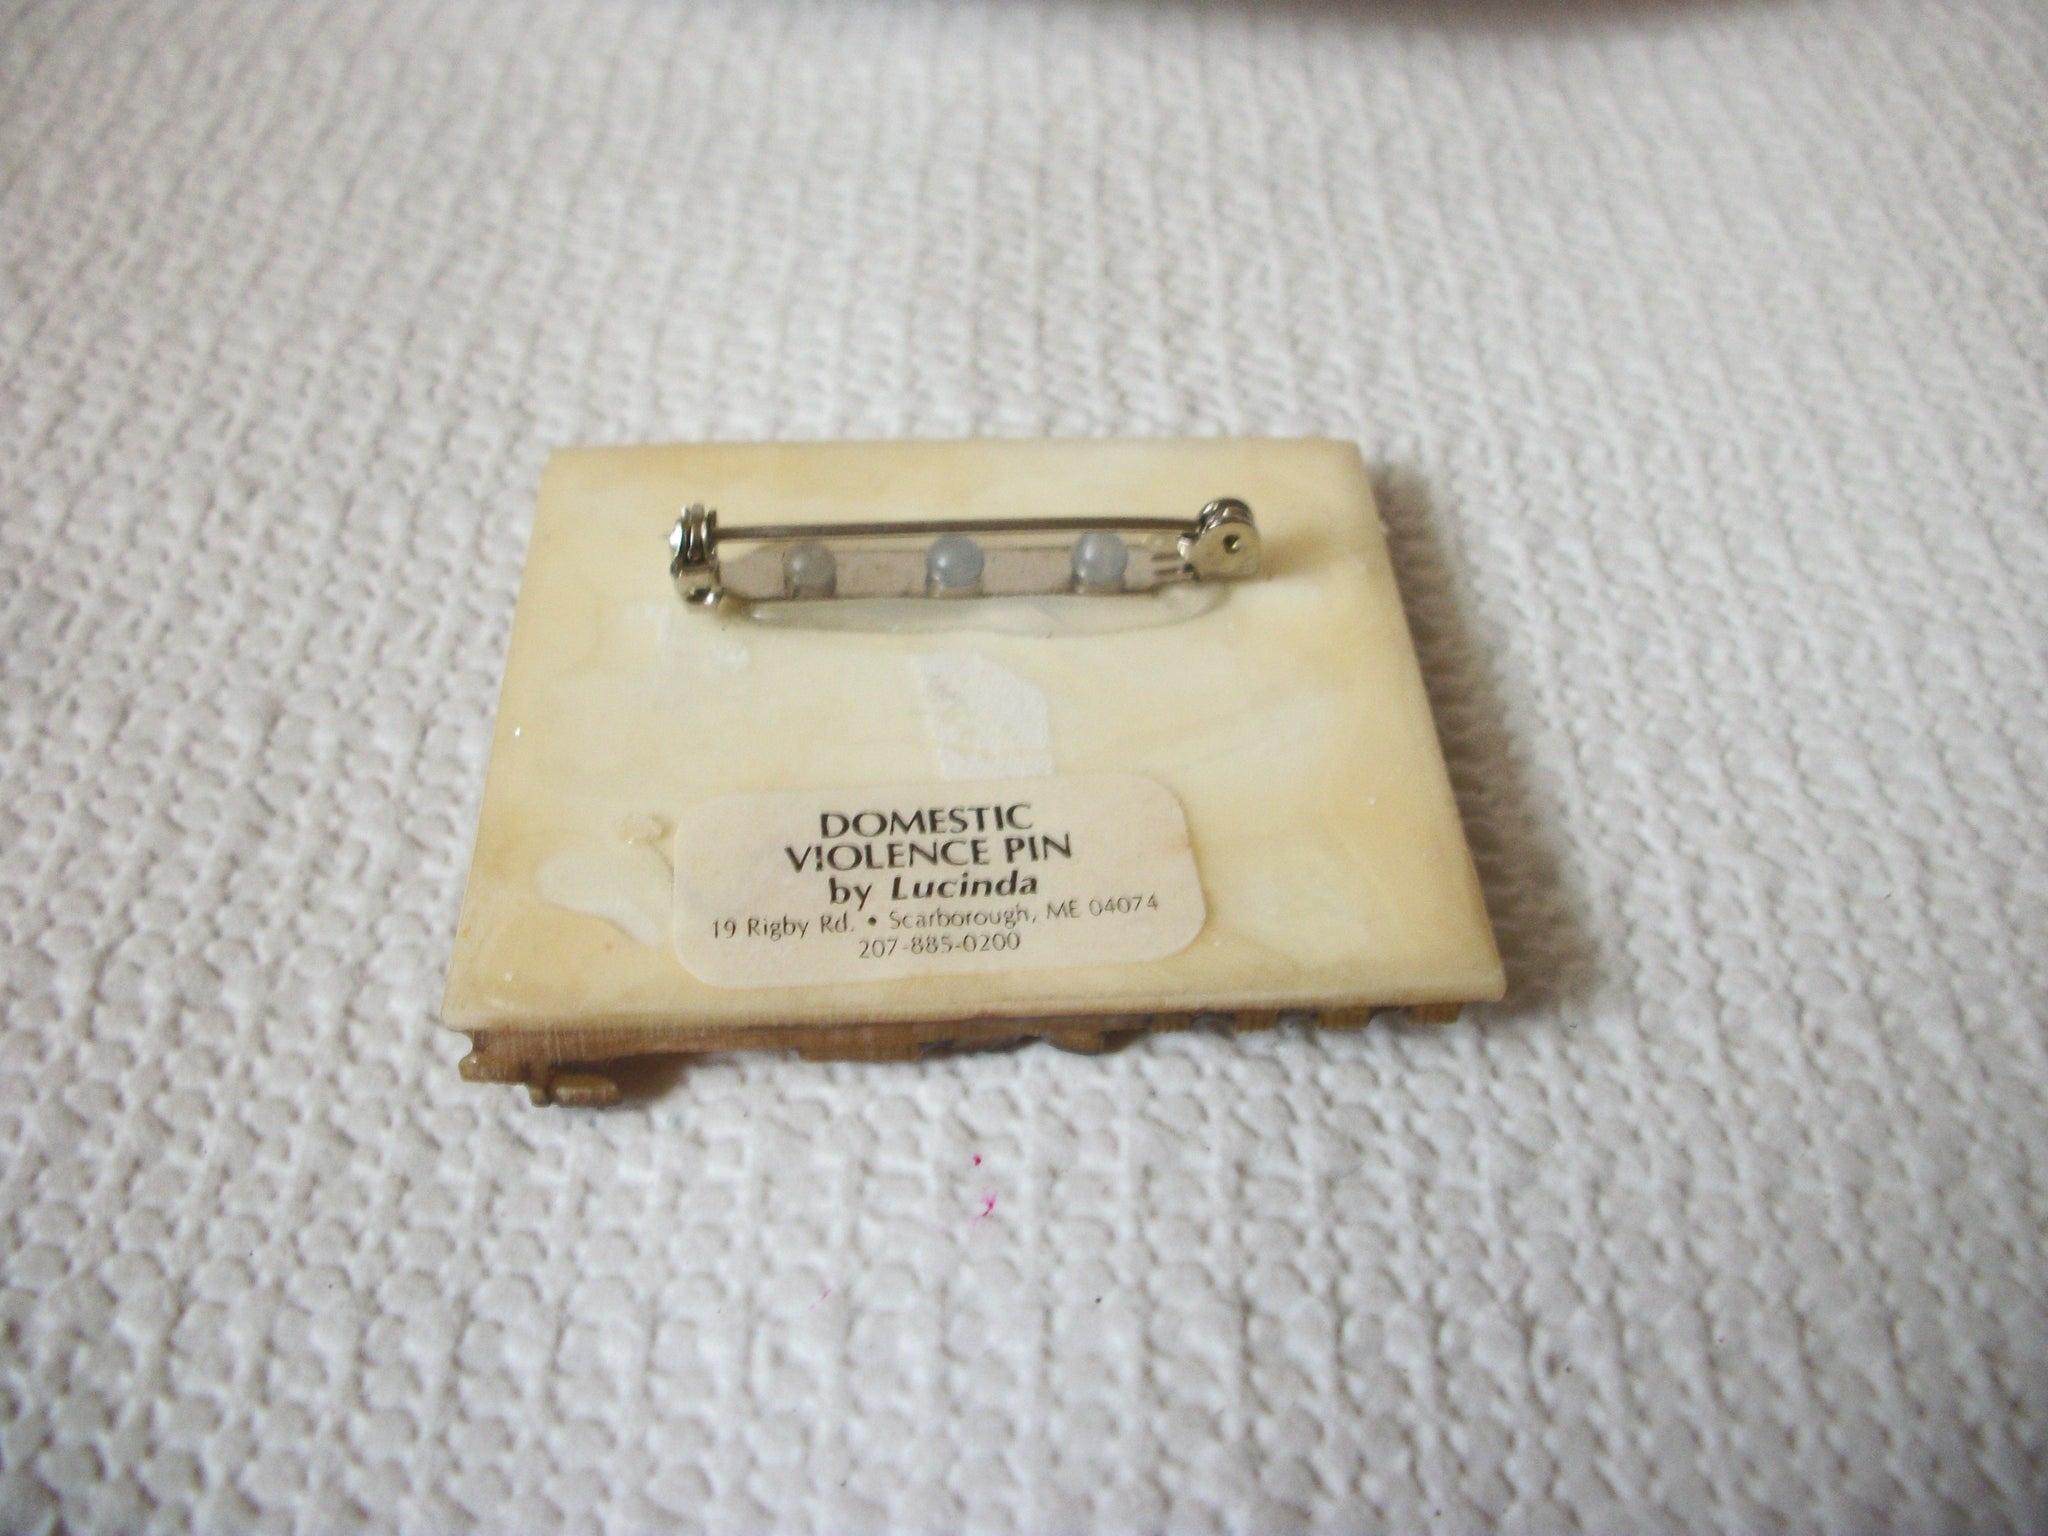 DOMESTIC
VIOLENCE PIN
by Lucinda
19 Rigby Rd. • Scarborough, ME 04074
207-885-0200